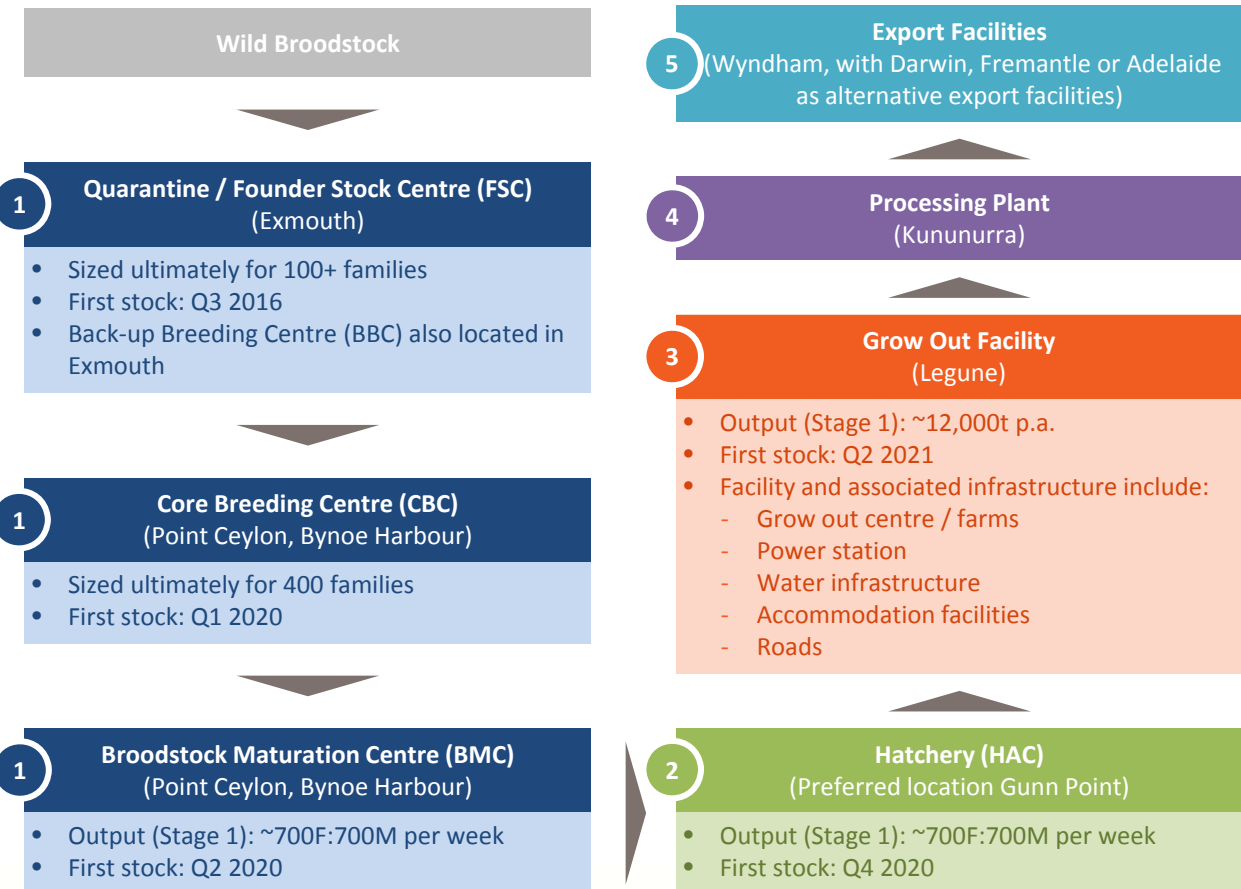 Wild Broodstock
1
Quarantine / Founder Stock Centre (FSC)
(Exmouth)
• Sized ultimately for 100+ families
• First stock: Q3 2016
• Back-up Breeding Centre (BBC) also located in
Exmouth
1
Core Breeding Centre (CBC)
(Point Ceylon, Bynoe Harbour)
• Sized ultimately for 400 families
• First stock: Q1 2020
1
Broodstock Maturation Centre (BMC)
(Point Ceylon, Bynoe Harbour)
• Output (Stage 1): ~700F:700M per week
• First stock: Q2 2020
2
Hatchery (HAC)
(Preferred location Gunn Point)
• Output (Stage 1): ~700F:700M per week
• First stock: Q4 2020
3
Grow Out Facility
(Legune)
• Output (Stage 1): ~12,000t p.a.
• First stock: Q2 2021
• Facility and associated infrastructure include:
- Grow out centre / farms
- Power station
- Water infrastructure
- Accommodation facilities
- Roads
4
Processing Plant
(Kununurra)
5
Export Facilities
(Wyndham, with Darwin, Fremantle or Adelaide
as alternative export facilities)